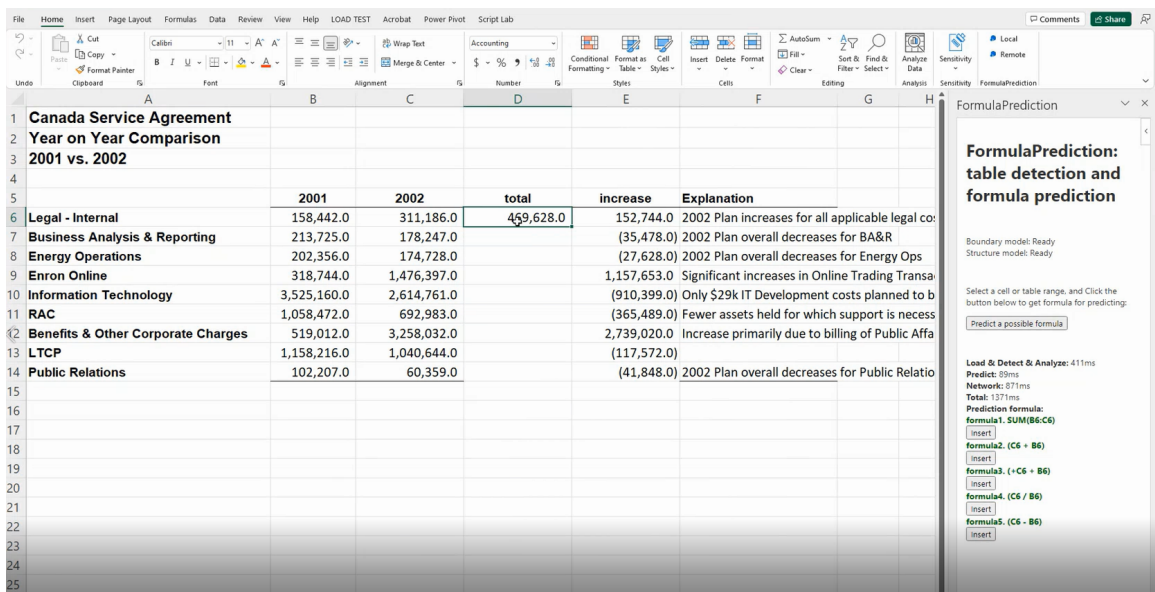 File Home Insert Page Layout Formulas Data Review View Help LOAD TEST Acrobat Power Pivot Script Lab Comments Share
Paste Cut Copy Format Painter
Calibri 11 B I U
Wrap Text Merge & Center
Accounting $ %
Conditional Formatting Format as Table Cell Styles
Insert Delete Format
AutoSum Fill Clear
Sort & Filter Find & Select
Analyze Data
Sensitivity
Local
Remote
Undo Clipboard Font Alignment Number Styles Cells Editing Analysis Sensitivity FormulaPrediction
A B C D E F G H
1 Canada Service Agreement
2 Year on Year Comparison
3 2001 vs. 2002
4
5 2001 2002 total increase Explanation
6 Legal - Internal 158,442.0 311,186.0 469,628.0 152,744.0 2002 Plan increases for all applicable legal co
7 Business Analysis & Reporting 213,725.0 178,247.0 (35,478.0) 2002 Plan overall decreases for BA&R
8 Energy Operations 202,356.0 174,728.0 (27,628.0) 2002 Plan overall decreases for Energy Ops
9 Enron Online 318,744.0 1,476,397.0 1,157,653.0 Significant increases in Online Trading Transa
10 Information Technology 3,525,160.0 2,614,761.0 (910,399.0) Only $29k IT Development costs planned to b
11 RAC 1,058,472.0 692,983.0 (365,489.0) Fewer assets held for which support is necess
12 Benefits & Other Corporate Charges 519,012.0 3,258,032.0 2,739,020.0 Increase primarily due to billing of Public Affa
13 LTCP 1,158,216.0 1,040,644.0 (117,572.0)
14 Public Relations 102,207.0 60,359.0 (41,848.0) 2002 Plan overall decreases for Public Relatio
15
16
17
18
19
20
21
22
23
24
25
FormulaPrediction
FormulaPrediction:
table detection and
formula prediction
Boundary model: Ready
Structure model: Ready
Select a cell or table range, and Click the
button below to get formula for predicting:
Predict a possible formula
Load & Detect & Analyze: 411ms
Predict: 89ms
Network: 871ms
Total: 1371ms
Prediction formula:
formula1. SUM(B6:C6)
Insert
formula2. (C6 + B6)
Insert
formula3. (+C6 + B6)
Insert
formula4. (C6 / B6)
Insert
formula5. (C6 - B6)
Insert